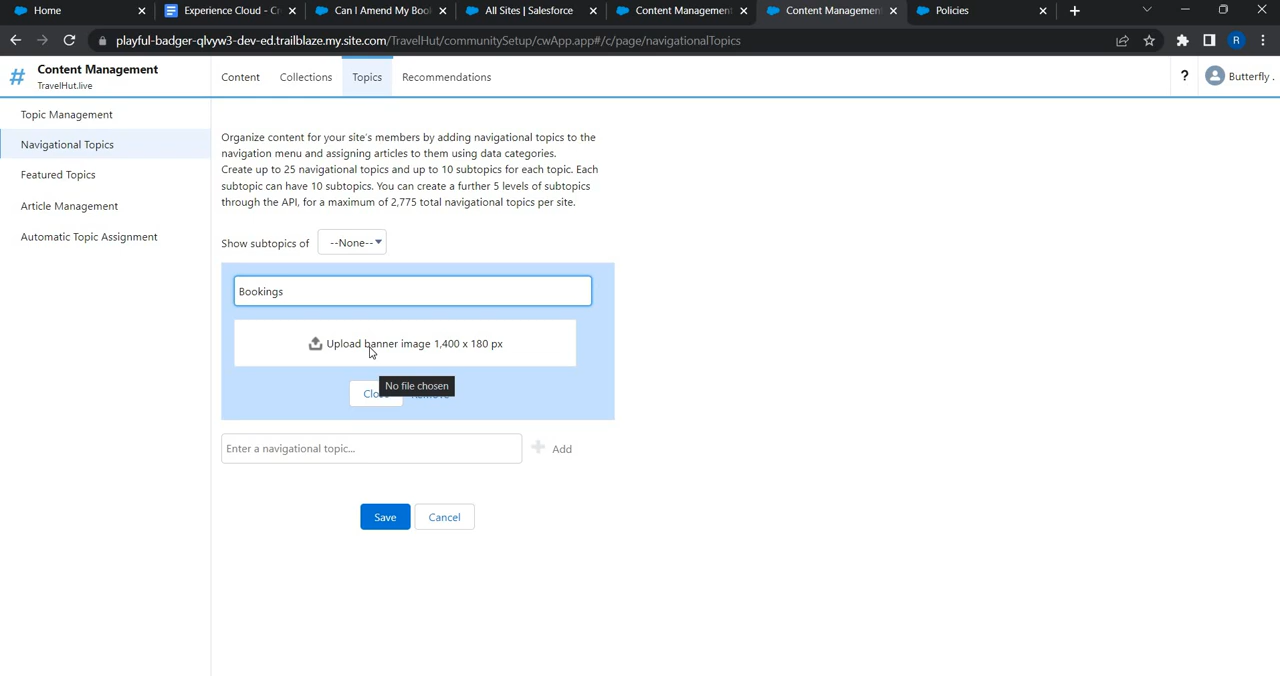 Home
Experience Cloud - Cr
Can I Amend My Boo
All Sites | Salesforce
Content Management
Content Management
Policies
playful-badger-qlvyw3-dev-ed.trailblaze.my.site.com/TravelHut/communitySetup/cwApp.app#/c/page/navigationalTopics
R
Content Management
TravelHut.live
Content
Collections
Topics
Recommendations
?
Butterfly .
Topic Management
Navigational Topics
Featured Topics
Article Management
Automatic Topic Assignment
Organize content for your site's members by adding navigational topics to the
navigation menu and assigning articles to them using data categories.
Create up to 25 navigational topics and up to 10 subtopics for each topic. Each
subtopic can have 10 subtopics. You can create a further 5 levels of subtopics
through the API, for a maximum of 2,775 total navigational topics per site.
Show subtopics of --None--
Bookings
Upload banner image 1,400 x 180 px
No file chosen
Enter a navigational topic...
Add
Save
Cancel